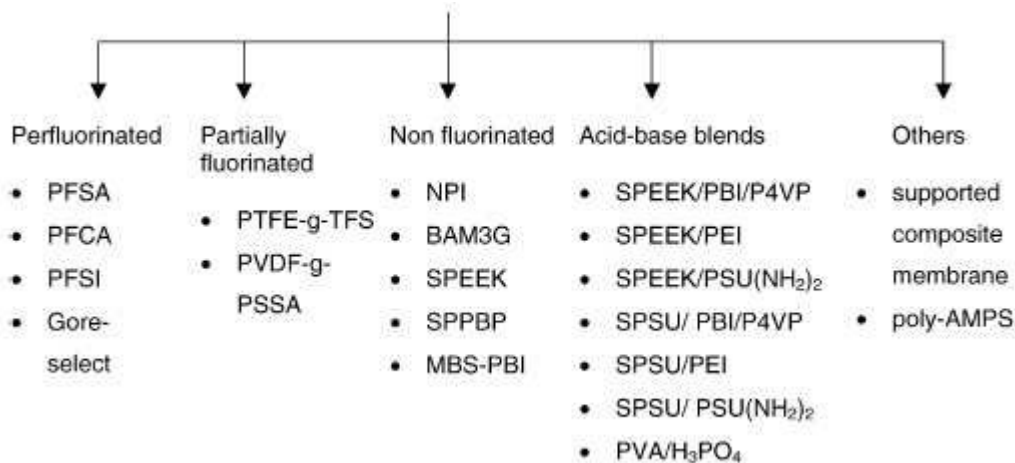 Perfluorinated
• PFSA
• PFCA
• PFSI
• Gore-
select
Partially
fluorinated
• PTFE-g-TFS
• PVDF-g-
PSSA
Non fluorinated
• NPI
• BAM3G
• SPEEK
• SPPBP
• MBS-PBI
Acid-base blends
• SPEEK/PBI/P4VP
• SPEEK/PEI
• SPEEK/PSU(NH₂)₂
• SPSU/ PBI/P4VP
• SPSU/PEI
• SPSU/ PSU(NH₂)₂
• PVA/H₃PO₄
Others
• supported
composite
membrane
• poly-AMPS